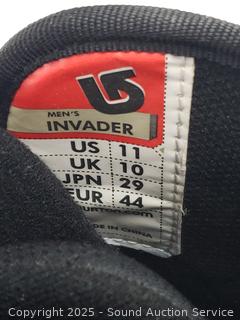 MEN'S
INVADER
US 11
UK 10
JPN 29
EUR 44
URTON.com
DE IN CHINA
Copyright 2025 - Sound Auction Service